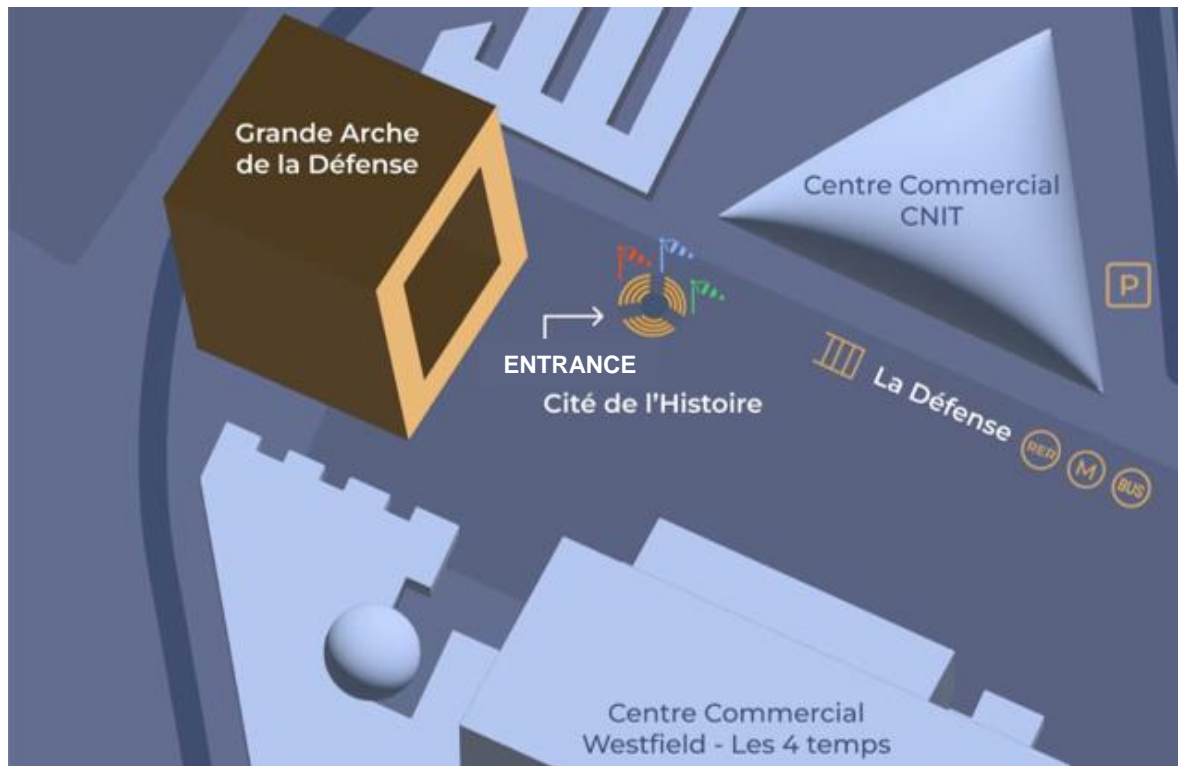 Grande Arche
de la Défense
Centre Commercial
CNIT
P
ENTRANCE
Cité de l'Histoire
La Défense
RER
M
BUS
Centre Commercial
Westfield - Les 4 temps